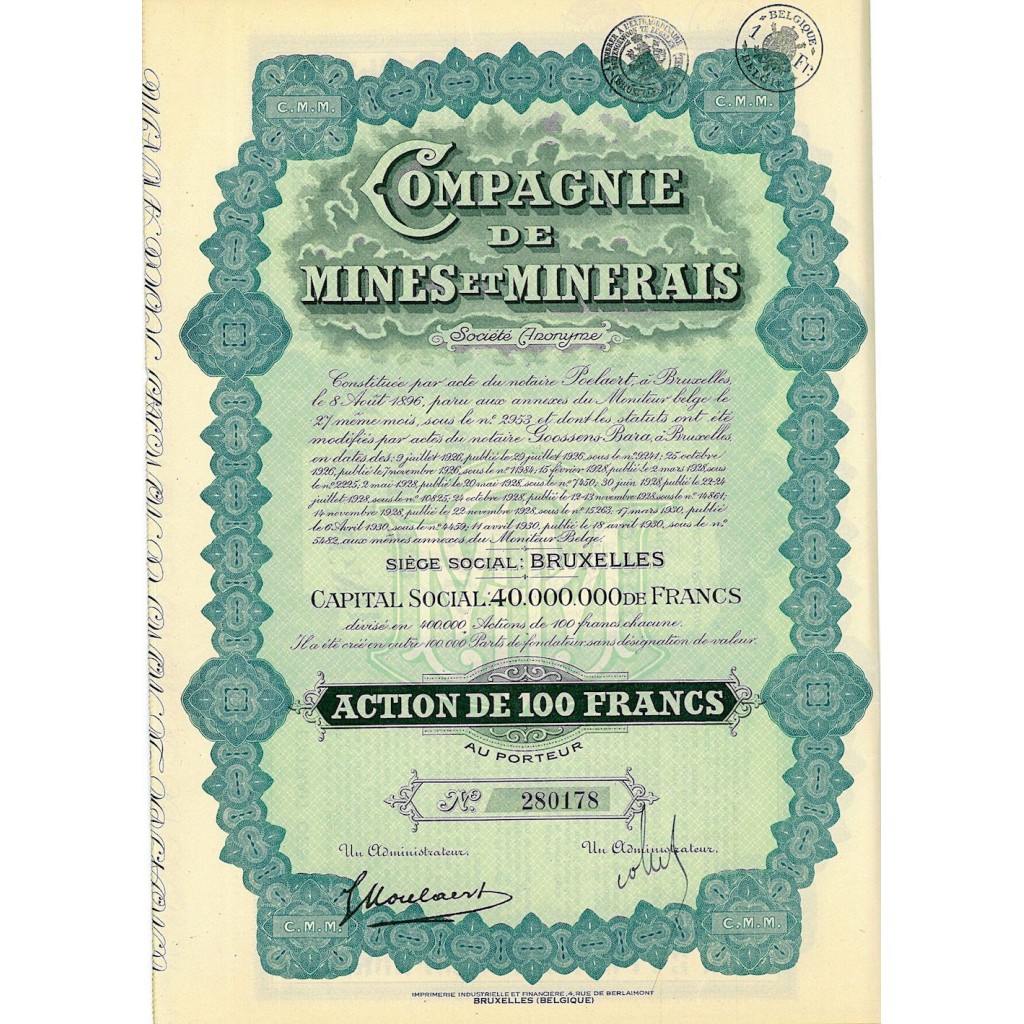 BELGIQUE
1 Fr.
BELGIË
C.M.M.
C.M.M.
COMPAGNIE
DE
MINES ET MINERAIS
Société Anonyme
Constituée par acte du notaire Poelaert, à Bruxelles,
le 8 Août 1896, paru aux annexes du Moniteur belge le
27 même mois, sous le nº 2953 et dont les statuts ont été
modifiés par actes du notaire Goossens-Bara, à Bruxelles,
en dates des: 9 juillet 1926, publié le 29 juillet 1926, sous le nº 9241; 25 octobre
1926, publié le 7 novembre 1926, sous le nº 11984; 15 février 1928, publié le 2 mars 1928, sous
le nº 2225; 2 mai 1928, publié le 20 mai 1928, sous le nº 7450; 30 juin 1928, publié le 22-24
juillet 1928, sous le nº 10825; 24 octobre 1928, publié le 12-13 novembre 1928, sous le nº 14861;
14 novembre 1928, publié le 22 novembre 1928, sous le nº 15263; 17 mars 1930, publié
le 6 Avril 1930, sous le nº 4459; 11 avril 1930, publié le 18 avril 1930, sous le nº
5482, aux mêmes annexes du Moniteur Belge.
SIÈGE SOCIAL: BRUXELLES
CAPITAL SOCIAL: 40.000.000 DE FRANCS
divisé en 400.000 Actions de 100 francs chacune.
Il a été créé en outre 100.000 Parts de fondateur, sans désignation de valeur.
ACTION DE 100 FRANCS
AU PORTEUR
Nº 280178
Un Administrateur. Un Administrateur.
C.M.M.
C.M.M.
IMPRIMERIE INDUSTRIELLE ET FINANCIÈRE, 4, RUE DE BERLAIMONT
BRUXELLES (BELGIQUE)